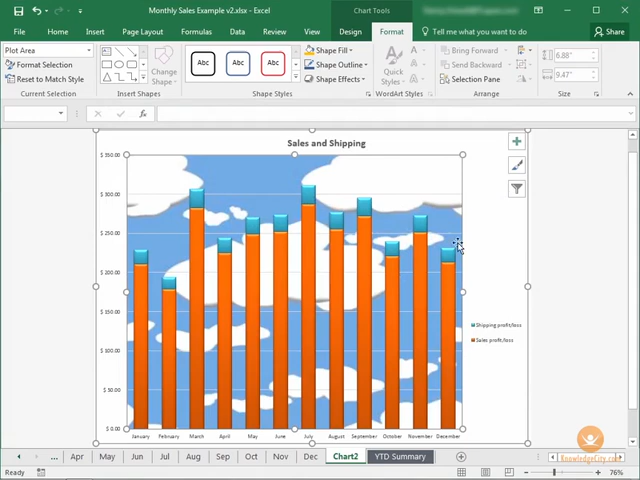 Monthly Sales Example v2.xlsx - Excel
Chart Tools
File
Home
Insert
Page Layout
Formulas
Data
Review
View
Design
Format
Tell me what you want to do
Share
Plot Area
Format Selection
Reset to Match Style
Current Selection
Change
Shape
Insert Shapes
Abc
Abc
Abc
Shape Fill
Shape Outline
Shape Effects
Shape Styles
Quick
Styles
WordArt Styles
Bring Forward
Send Backward
Selection Pane
Arrange
6.88"
9.47"
Size
fx
Sales and Shipping
$ 350.00
$ 300.00
$ 250.00
$ 200.00
$ 150.00
$ 100.00
$ 50.00
$ 0.00
January
February
March
April
May
June
July
August
September
October
November
December
Shipping profit/loss
Sales profit/loss
KnowledgeCity.com
...
Apr
May
Jun
Jul
Aug
Sep
Oct
Nov
Dec
Chart2
YTD Summary
Ready
76%